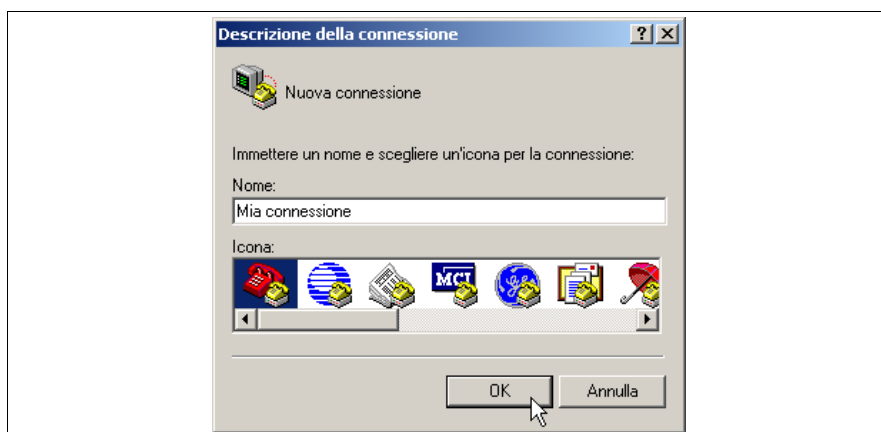 Descrizione della connessione
Nuova connessione
Immettere un nome e scegliere un'icona per la connessione:
Nome:
Mia connessione
Icona:
MCI
OK
Annulla